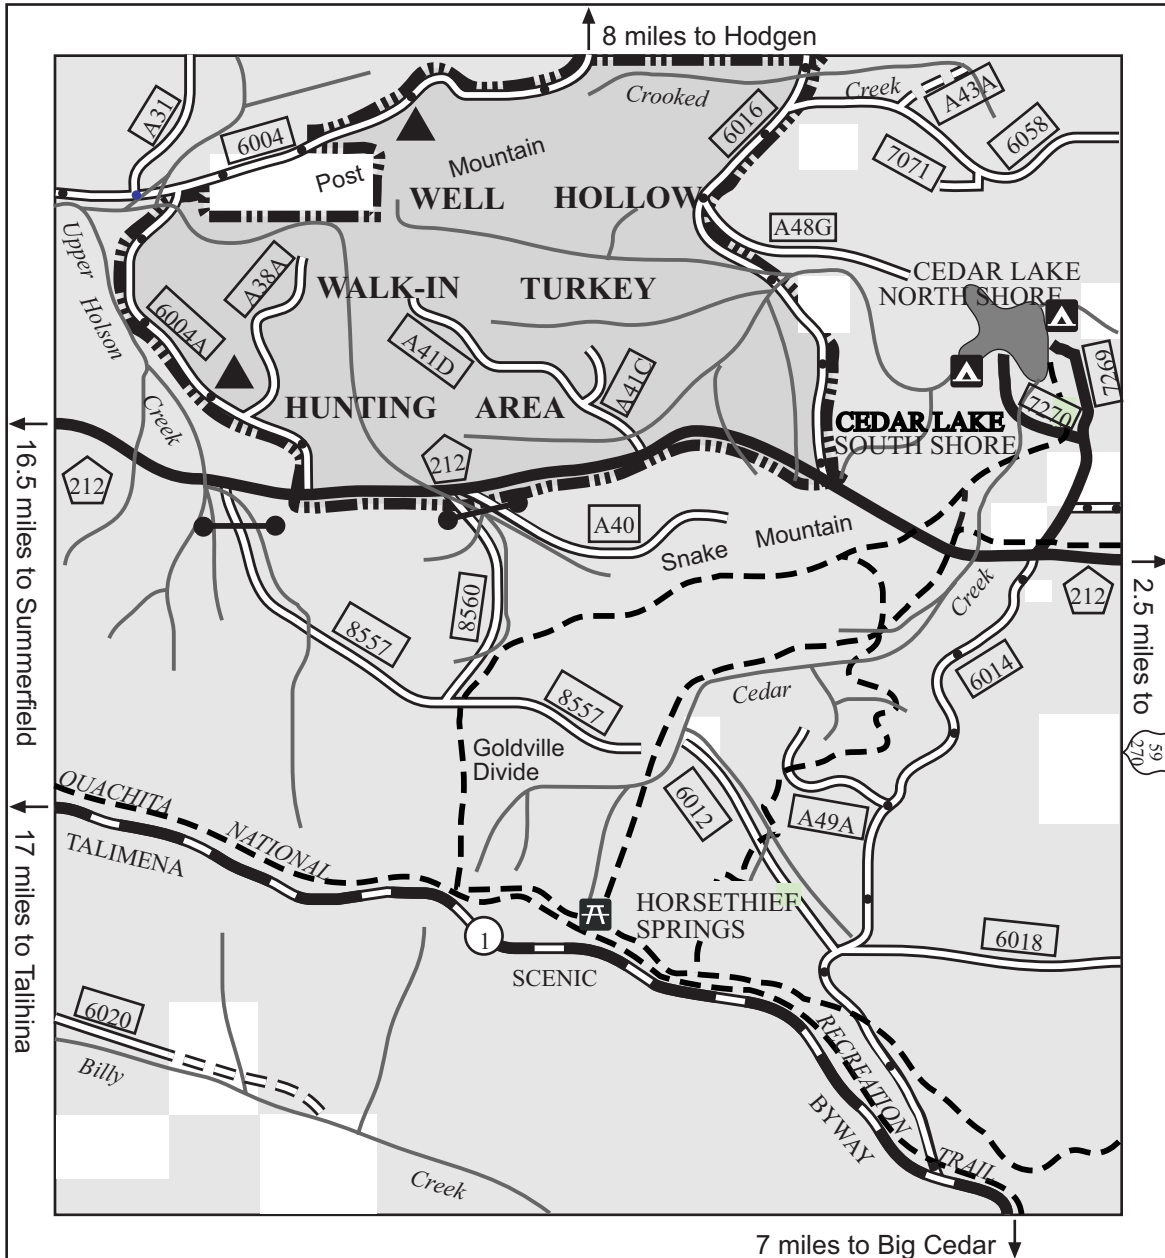 8 miles to Hodgen
A31
6004
Crooked
Creek
A43A
6016
6058
7071
Post
Mountain
WELL HOLLOW
A48G
Upper Holson
Creek
A38A
WALK-IN TURKEY
CEDAR LAKE
NORTH SHORE
6004A
A41D
A41C
7269
7270
HUNTING AREA
CEDAR LAKE
SOUTH SHORE
16.5 miles to Summerfield
212
212
A40
Snake Mountain
Creek
212
2.5 miles to
59
270
8557
8560
6014
Cedar
8557
Goldville
Divide
6012
A49A
OUACHITA
NATIONAL
TALIMENA
17 miles to Talihina
HORSETHIEF
SPRINGS
1
SCENIC
6018
6020
Billy
RECREATION
BYWAY
TRAIL
Creek
7 miles to Big Cedar